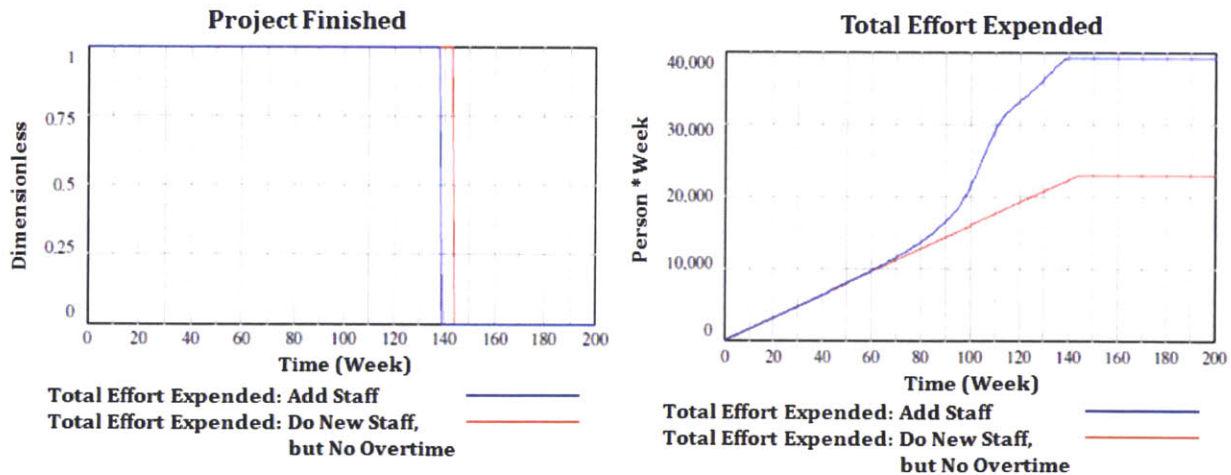 Project Finished
Dimensionless
1
0.75
0.5
0.25
0
0 20 40 60 80 100 120 140 160 180 200
Time (Week)
Total Effort Expended: Add Staff
Total Effort Expended: Do New Staff,
but No Overtime
Total Effort Expended
Person * Week
40,000
30,000
20,000
10,000
0
0 20 40 60 80 100 120 140 160 180 200
Time (Week)
Total Effort Expended: Add Staff
Total Effort Expended: Do New Staff,
but No Overtime